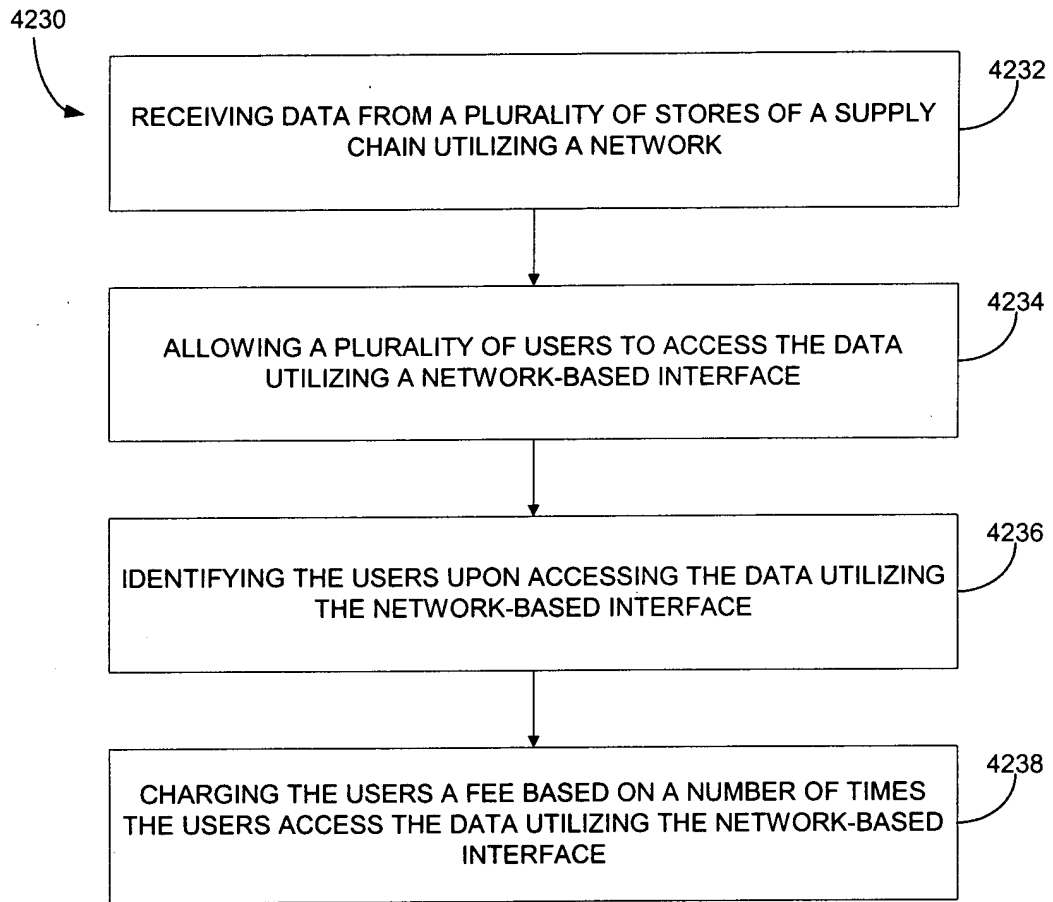 4230
4232
RECEIVING DATA FROM A PLURALITY OF STORES OF A SUPPLY
CHAIN UTILIZING A NETWORK
4234
ALLOWING A PLURALITY OF USERS TO ACCESS THE DATA
UTILIZING A NETWORK-BASED INTERFACE
4236
IDENTIFYING THE USERS UPON ACCESSING THE DATA UTILIZING
THE NETWORK-BASED INTERFACE
4238
CHARGING THE USERS A FEE BASED ON A NUMBER OF TIMES
THE USERS ACCESS THE DATA UTILIZING THE NETWORK-BASED
INTERFACE